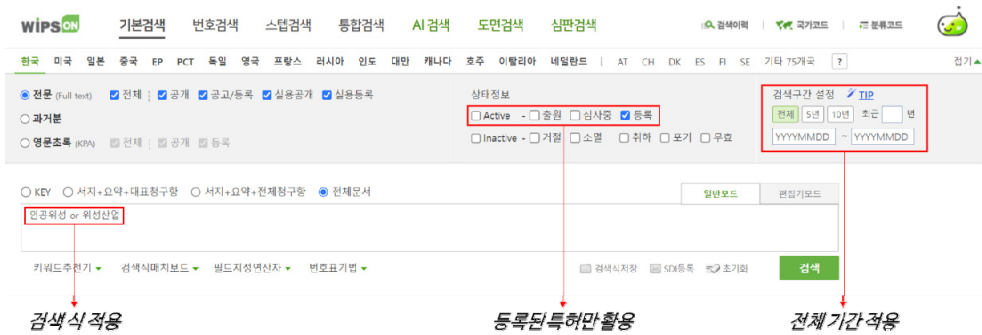 WIPS ON 기본검색 번호검색 스텝검색 통합검색 AI 검색 도면검색 심판검색 검색이력 | 국가코드 | 분류코드
한국 미국 일본 중국 EP PCT 독일 영국 프랑스 러시아 인도 대만 캐나다 호주 이탈리아 네덜란드 | AT CH DK ES FI SE 기타 75개국 ? 접기▲
전문 (Full text) 전체 | 공개 공고/등록 실용공개 실용등록
과거분
영문초록 (KPA) 전체 | 공개 등록
상태정보
Active - 출원 심사중 등록
Inactive - 거절 소멸 취하 포기 무효
검색구간 설정 TIP
전체 5년 10년 최근 년
YYYYMMDD ~ YYYYMMDD
KEY 서지+요약+대표청구항 서지+요약+전체청구항 전체문서 일반모드 편집기모드
인공위성 or 위성산업
키워드추천기 ▼ 검색식매치보드 ▼ 필드지정연산자 ▼ 번호표기법 ▼ 검색식저장 SDI등록 초기화 검색
검색식 적용 등록된 특허만 활용 전체 기간 적용